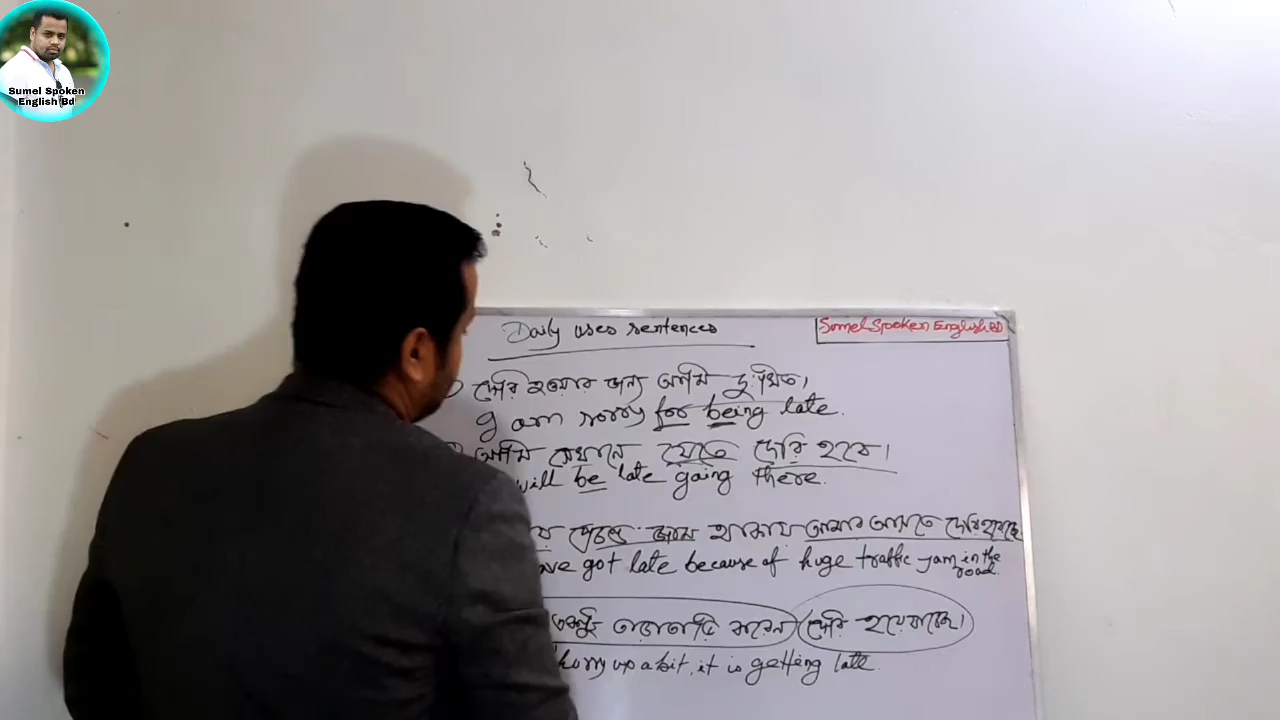 Sumel Spoken
English Bd
Daily uses sentences
Sumel Spoken English BD
দেরি হওয়ার জন্য আমি দুঃখিত।
I am sorry for being late.
আমি সেখানে যেতে দেরি হবে।
will be late going there.
প্রচন্ড জ্যাম থাকায় আমার আসতে দেরি হয়েছে
ve got late because of huge traffic jam in the
road.
একটু তাড়াতাড়ি করেন (দেরি হয়ে যাচ্ছে।
hurry up a bit, it is getting late.